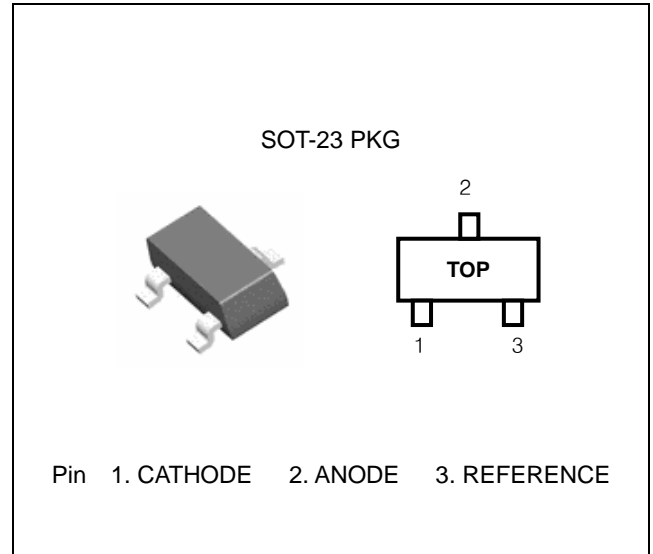 SOT-23 PKG
2
TOP
1 3
Pin 1. CATHODE 2. ANODE 3. REFERENCE